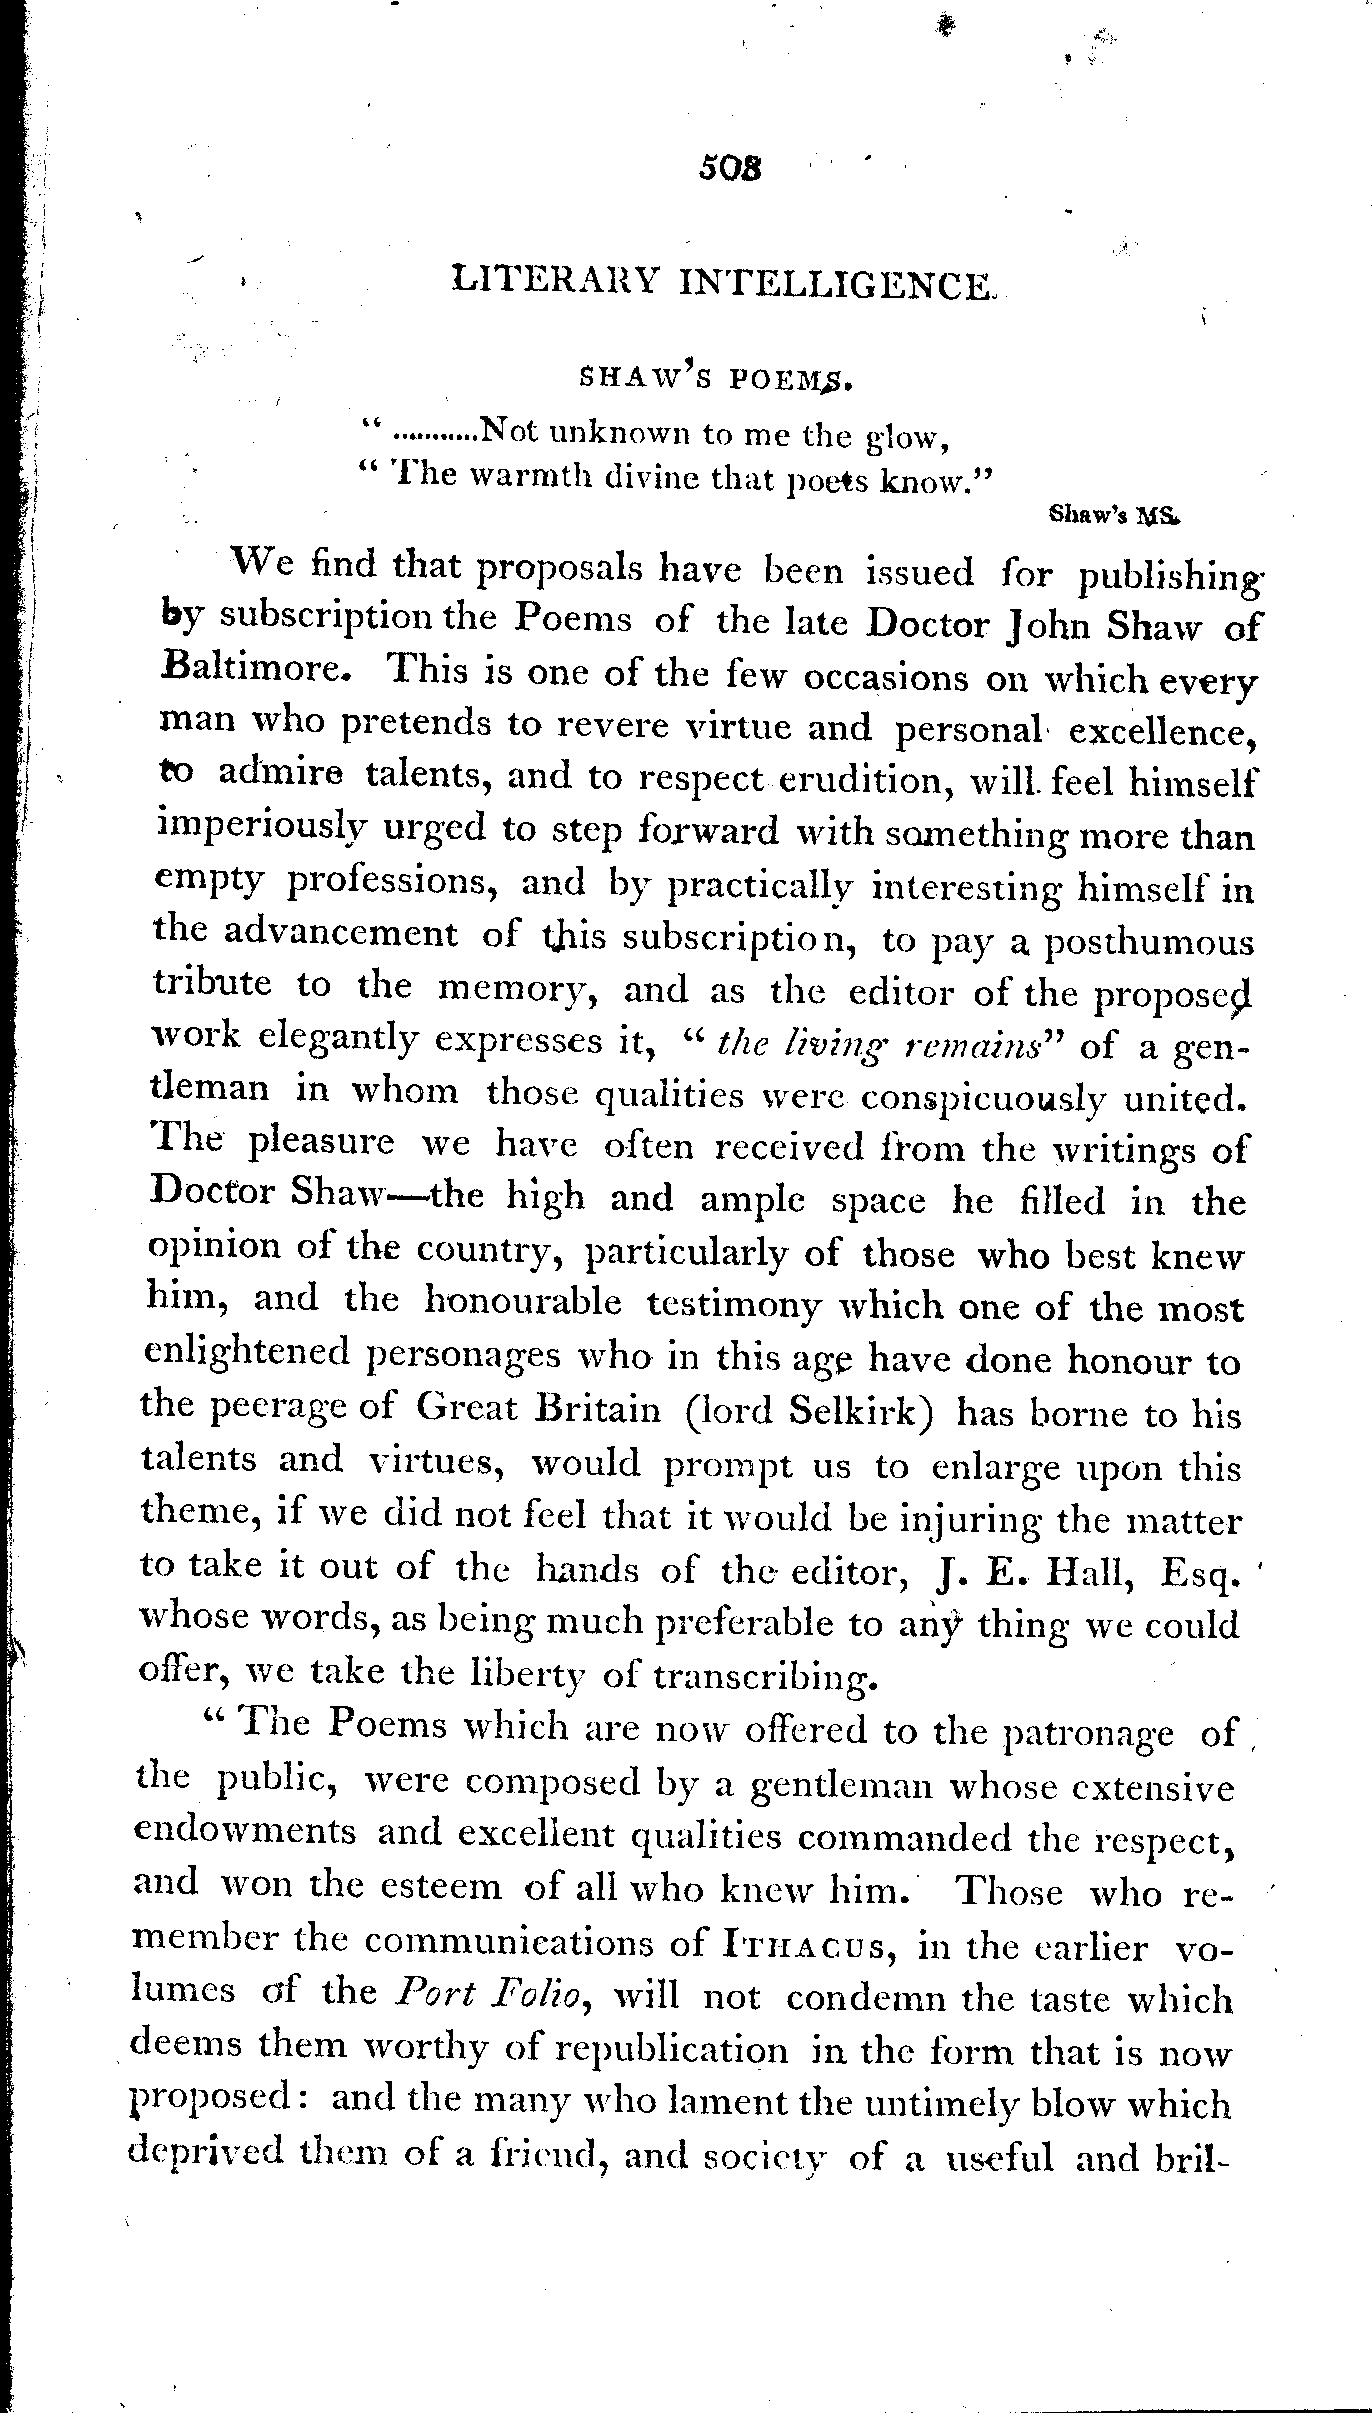 508
LITERARY INTELLIGENCE.
SHAW'S POEMS.
" ...........Not unknown to me the glow,
" The warmth divine that poets know."
Shaw's MS.
We find that proposals have been issued for publishing
by subscription the Poems of the late Doctor John Shaw of
Baltimore. This is one of the few occasions on which every
man who pretends to revere virtue and personal excellence,
to admire talents, and to respect erudition, will feel himself
imperiously urged to step forward with something more than
empty professions, and by practically interesting himself in
the advancement of this subscription, to pay a posthumous
tribute to the memory, and as the editor of the proposed
work elegantly expresses it, " the living remains" of a gen-
tleman in whom those qualities were conspicuously united.
The pleasure we have often received from the writings of
Doctor Shaw—the high and ample space he filled in the
opinion of the country, particularly of those who best knew
him, and the honourable testimony which one of the most
enlightened personages who in this age have done honour to
the peerage of Great Britain (lord Selkirk) has borne to his
talents and virtues, would prompt us to enlarge upon this
theme, if we did not feel that it would be injuring the matter
to take it out of the hands of the editor, J. E. Hall, Esq.
whose words, as being much preferable to any thing we could
offer, we take the liberty of transcribing.
" The Poems which are now offered to the patronage of
the public, were composed by a gentleman whose extensive
endowments and excellent qualities commanded the respect,
and won the esteem of all who knew him. Those who re-
member the communications of ITHACUS, in the earlier vo-
lumes of the Port Folio, will not condemn the taste which
deems them worthy of republication in the form that is now
proposed: and the many who lament the untimely blow which
deprived them of a friend, and society of a useful and bril-